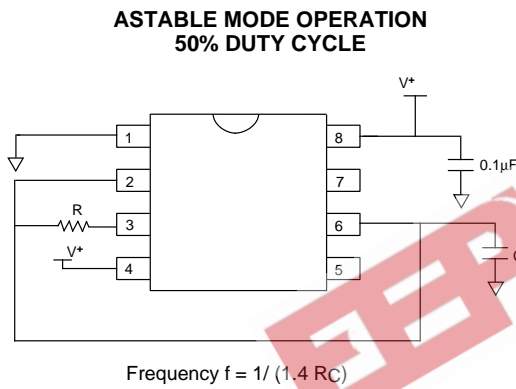 ASTABLE MODE OPERATION
50% DUTY CYCLE
V+
1
8
0.1μF
2
7
R
3
6
V+
4
5
C
EEP
Frequency f = 1/ (1.4 RC)